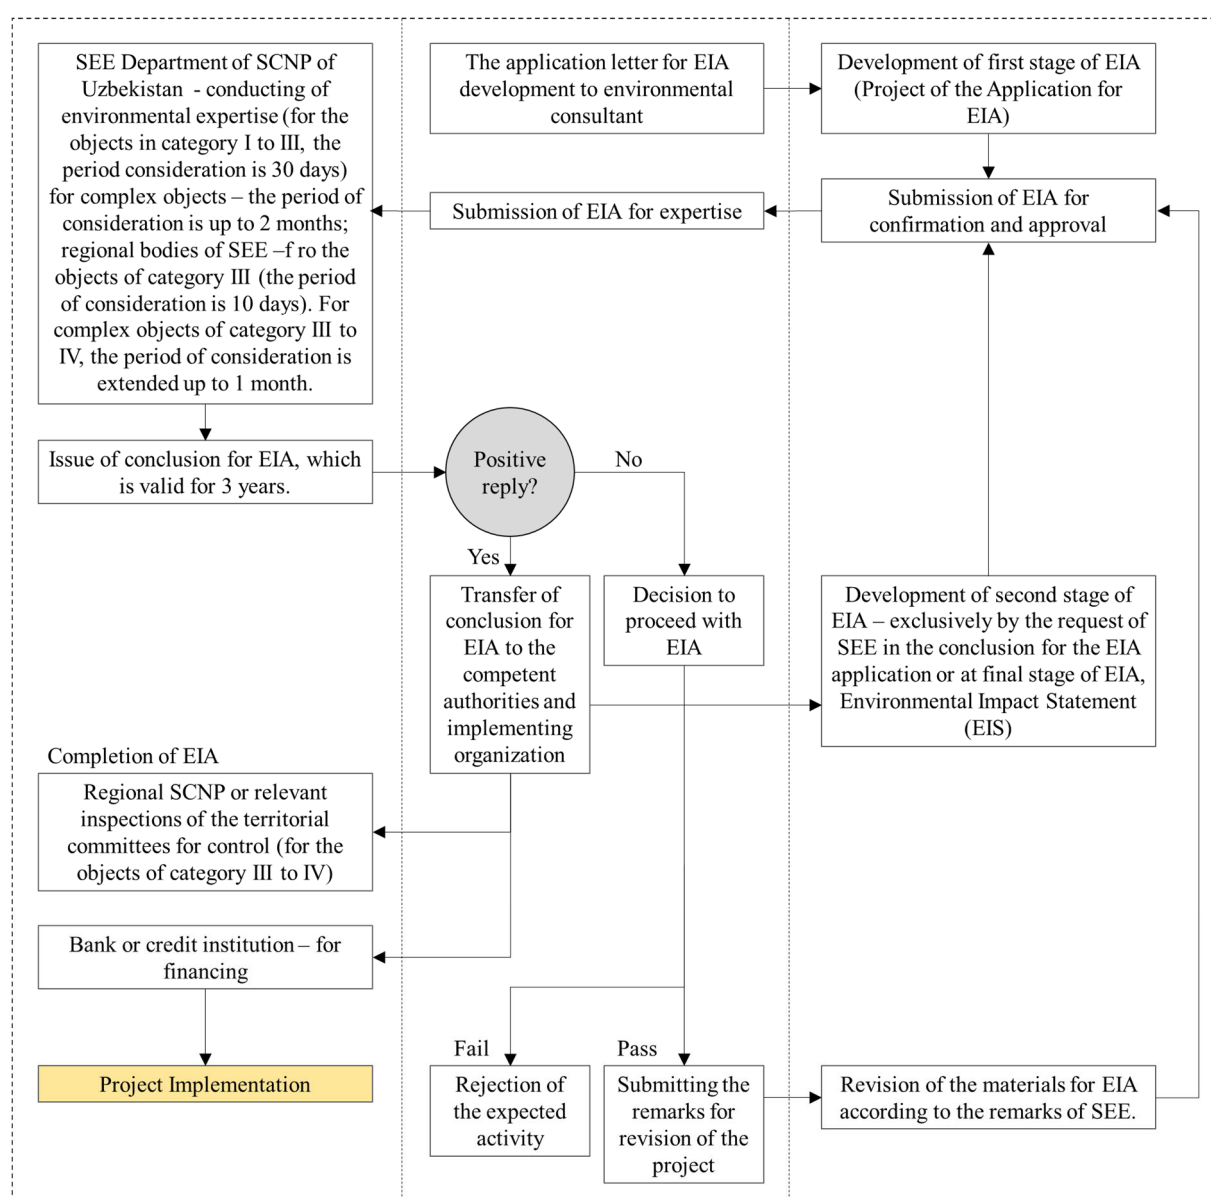 SEE Department of SCNP of
Uzbekistan - conducting of
environmental expertise (for the
objects in category I to III, the
period consideration is 30 days)
for complex objects – the period of
consideration is up to 2 months;
regional bodies of SEE –f ro the
objects of category III (the period
of consideration is 10 days). For
complex objects of category III to
IV, the period of consideration is
extended up to 1 month.
The application letter for EIA
development to environmental
consultant
Development of first stage of EIA
(Project of the Application for
EIA)
Submission of EIA for expertise
Submission of EIA for
confirmation and approval
Issue of conclusion for EIA, which
is valid for 3 years.
Positive
reply?
No
Yes
Transfer of
conclusion for
EIA to the
competent
authorities and
implementing
organization
Decision to
proceed with
EIA
Development of second stage of
EIA – exclusively by the request of
SEE in the conclusion for the EIA
application or at final stage of EIA,
Environmental Impact Statement
(EIS)
Completion of EIA
Regional SCNP or relevant
inspections of the territorial
committees for control (for the
objects of category III to IV)
Bank or credit institution – for
financing
Project Implementation
Fail
Pass
Rejection of
the expected
activity
Submitting the
remarks for
revision of the
project
Revision of the materials for EIA
according to the remarks of SEE.